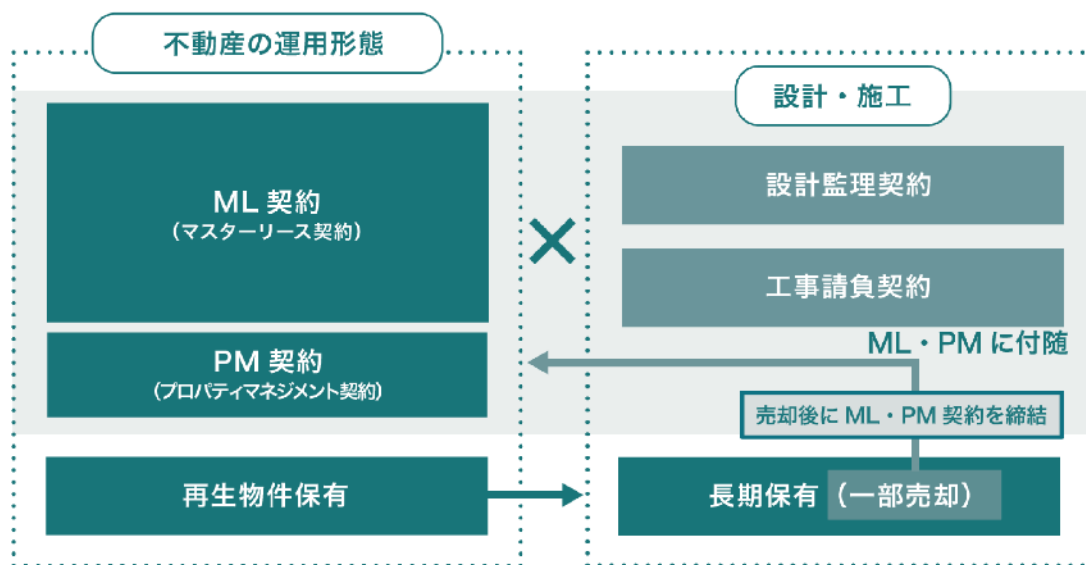 不動産の運用形態
ML 契約
(マスターリース契約)
PM 契約
(プロパティマネジメント契約)
再生物件保有
×
設計・施工
設計監理契約
工事請負契約
ML・PM に付随
売却後に ML・PM 契約を締結
長期保有 (一部売却)